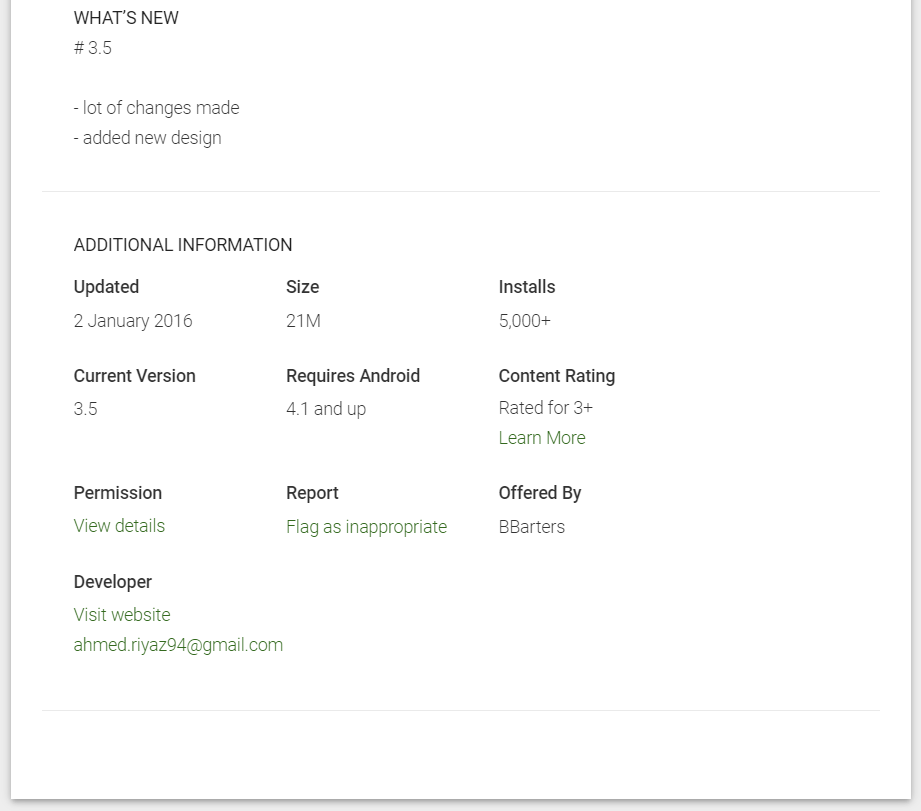 WHAT’S NEW
# 3.5
- lot of changes made
- added new design
ADDITIONAL INFORMATION
Updated
Size
Installs
2 January 2016
21M
5,000+
Current Version
Requires Android
Content Rating
3.5
4.1 and up
Rated for 3+
Learn More
Permission
Report
Offered By
View details
Flag as inappropriate
BBarters
Developer
Visit website
ahmed.riyaz94@gmail.com